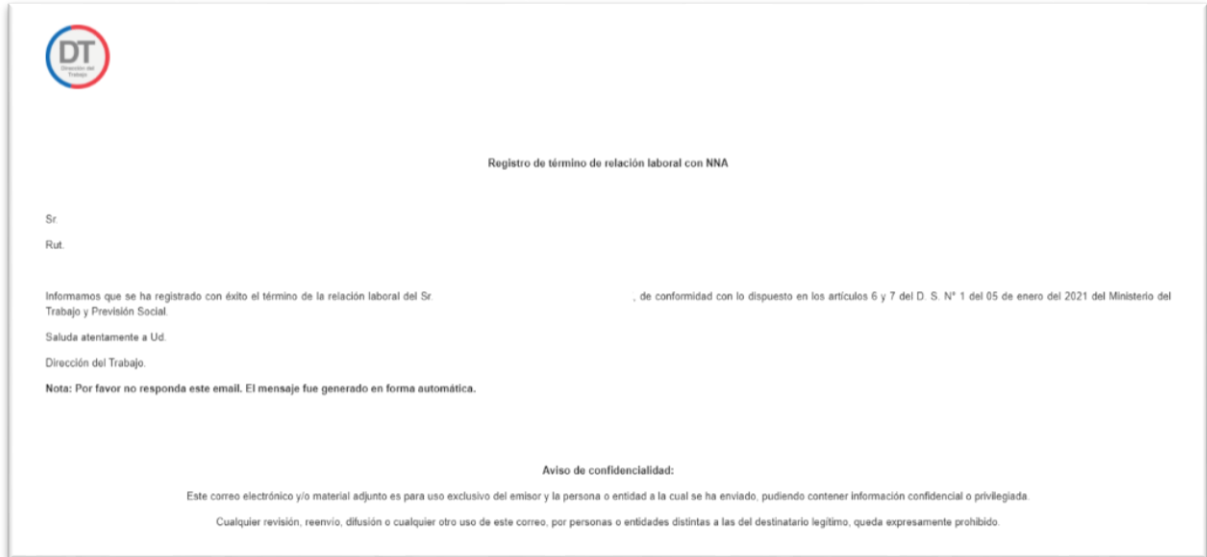 DT
Dirección del
Trabajo
Registro de término de relación laboral con NNA
Sr.
Rut.
Informamos que se ha registrado con éxito el término de la relación laboral del Sr. , de conformidad con lo dispuesto en los artículos 6 y 7 del D. S. N° 1 del 05 de enero del 2021 del Ministerio del
Trabajo y Previsión Social.
Saluda atentamente a Ud.
Dirección del Trabajo.
Nota: Por favor no responda este email. El mensaje fue generado en forma automática.
Aviso de confidencialidad:
Este correo electrónico y/o material adjunto es para uso exclusivo del emisor y la persona o entidad a la cual se ha enviado, pudiendo contener información confidencial o privilegiada.
Cualquier revisión, reenvío, difusión o cualquier otro uso de este correo, por personas o entidades distintas a las del destinatario legítimo, queda expresamente prohibido.